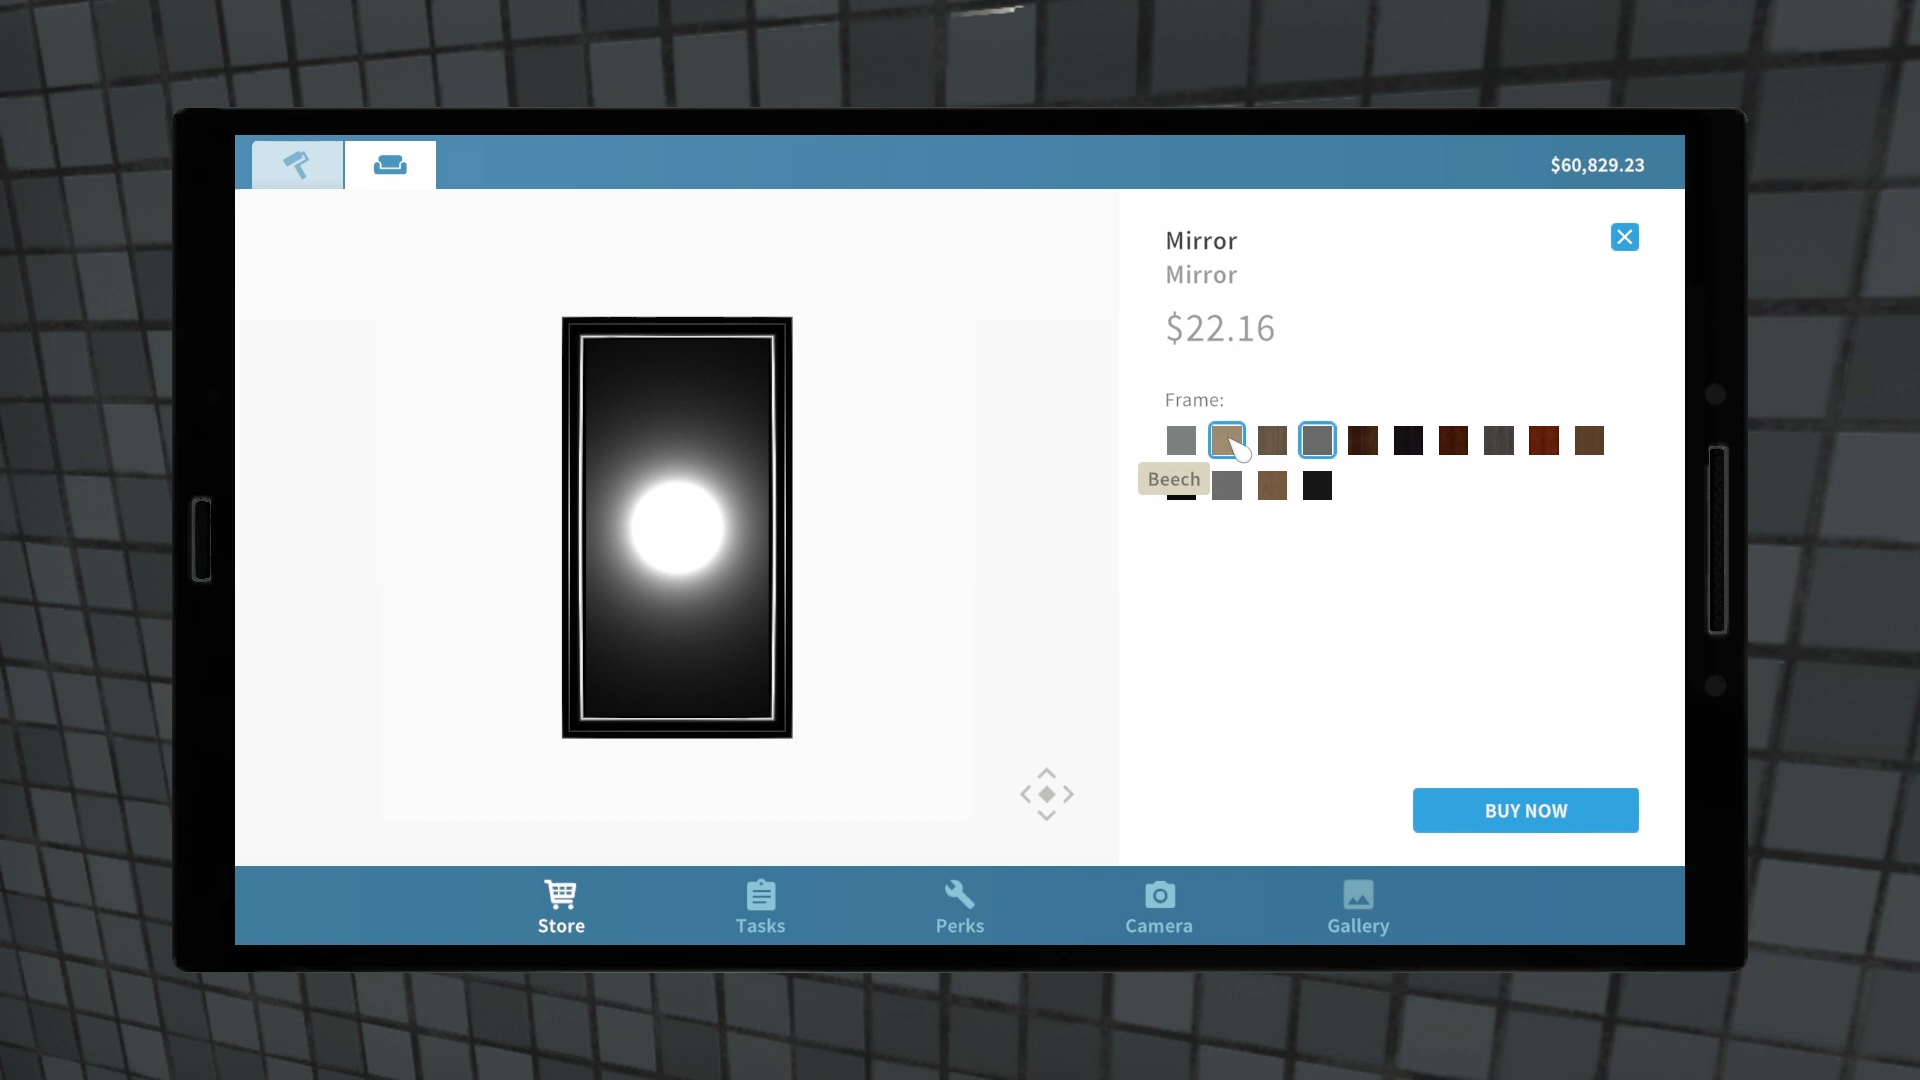 $60,829.23
Mirror
Mirror
$22.16
Frame:
Beech
BUY NOW
Store
Tasks
Perks
Camera
Gallery